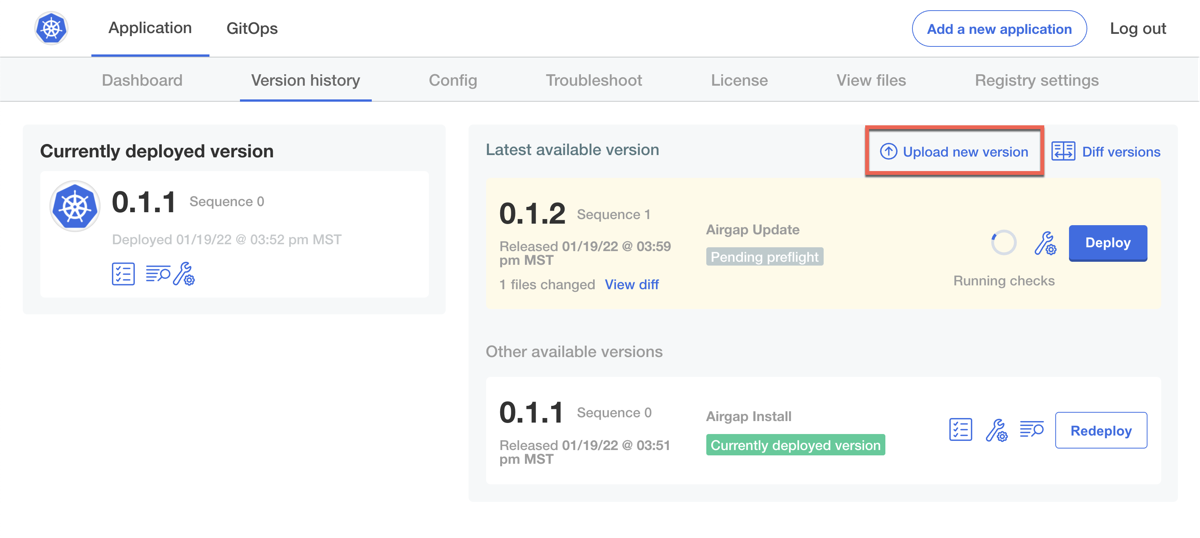 Application GitOps Add a new application Log out
Dashboard Version history Config Troubleshoot License View files Registry settings
Currently deployed version
0.1.1 Sequence 0
Deployed 01/19/22 @ 03:52 pm MST
Latest available version Upload new version Diff versions
0.1.2 Sequence 1
Released 01/19/22 @ 03:59
pm MST
1 files changed View diff
Airgap Update
Pending preflight
Deploy
Running checks
Other available versions
0.1.1 Sequence 0
Released 01/19/22 @ 03:51
pm MST
Airgap Install
Currently deployed version
Redeploy